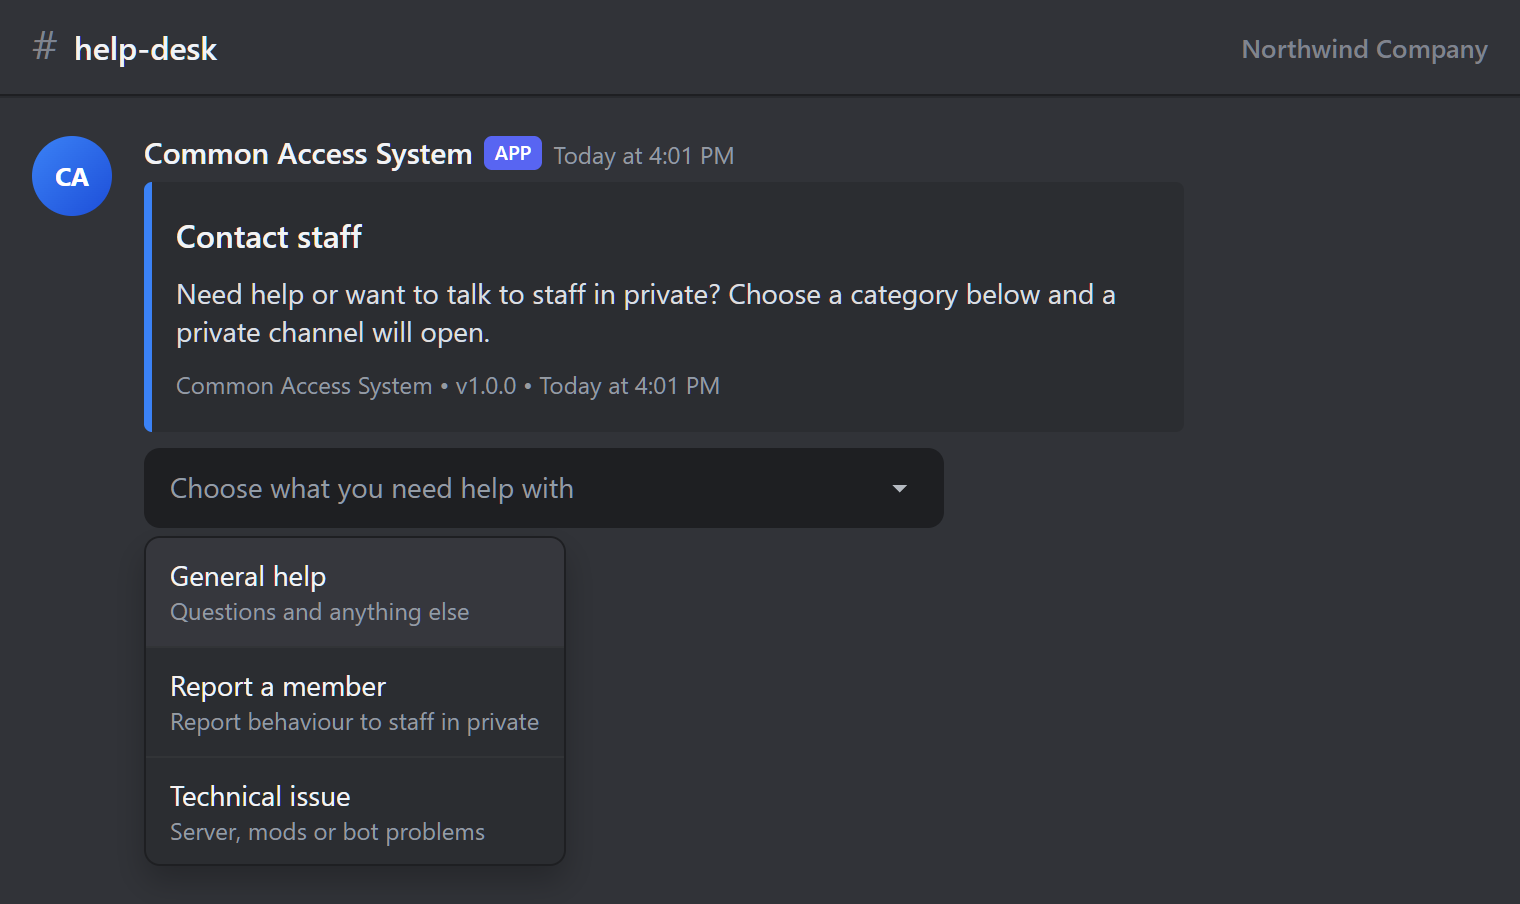 # help-desk
Northwind Company
CA
Common Access System APP Today at 4:01 PM
Contact staff
Need help or want to talk to staff in private? Choose a category below and a
private channel will open.
Common Access System • v1.0.0 • Today at 4:01 PM
Choose what you need help with
General help
Questions and anything else
Report a member
Report behaviour to staff in private
Technical issue
Server, mods or bot problems